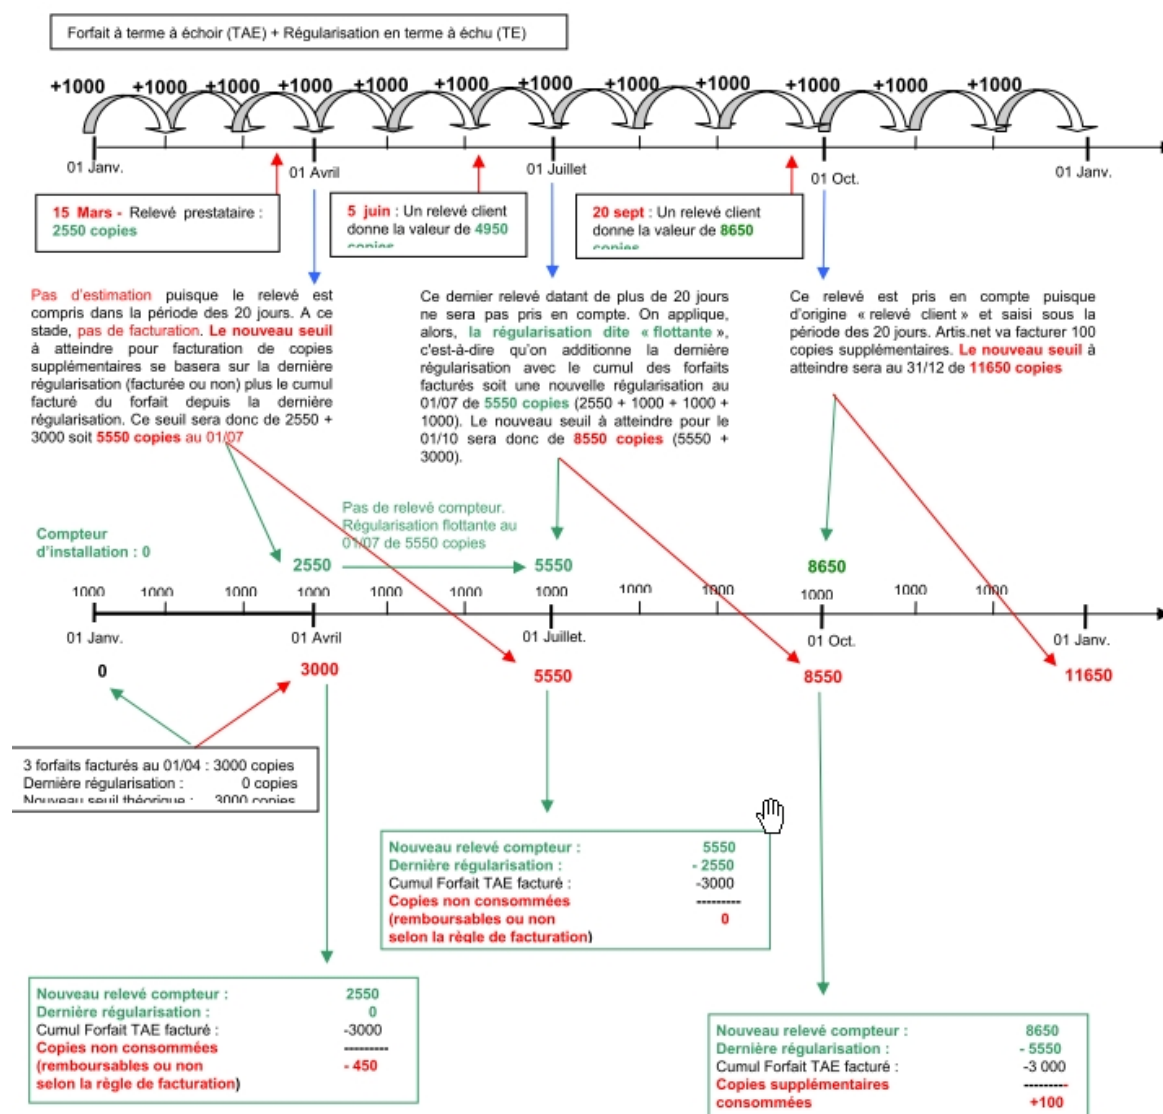 Forfait à terme à échoir (TAE) + Régularisation en terme à échu (TE)
+1000 +1000 +1000 +1000 +1000 +1000 +1000 +1000 +1000 +1000 +1000 +1000
01 Janv. 01 Avril 01 Juillet 01 Oct. 01 Janv.
15 Mars - Relevé prestataire :
2550 copies
5 juin : Un relevé client
donne la valeur de 4950
copies
20 sept : Un relevé client
donne la valeur de 8650
copies
Pas d'estimation puisque le relevé est
compris dans la période des 20 jours. A ce
stade, pas de facturation. Le nouveau seuil
à atteindre pour facturation de copies
supplémentaires se basera sur la dernière
régularisation (facturée ou non) plus le cumul
facturé du forfait depuis la dernière
régularisation. Ce seuil sera donc de 2550 +
3000 soit 5550 copies au 01/07
Ce dernier relevé datant de plus de 20 jours
ne sera pas pris en compte. On applique,
alors, la régularisation dite « flottante »,
c'est-à-dire qu'on additionne la dernière
régularisation avec le cumul des forfaits
facturés soit une nouvelle régularisation au
01/07 de 5550 copies (2550 + 1000 + 1000 +
1000). Le nouveau seuil à atteindre pour le
01/10 sera donc de 8550 copies (5550 +
3000).
Ce relevé est pris en compte puisque
d'origine « relevé client » et saisi sous la
période des 20 jours. Artis.net va facturer 100
copies supplémentaires. Le nouveau seuil à
atteindre sera au 31/12 de 11650 copies
Compteur
d'installation : 0
Pas de relevé compteur.
Régularisation flottante au
01/07 de 5550 copies
2550 5550 8650
1000 1000 1000 1000 1000 1000 1000 1000 1000 1000 1000 1000
01 Janv. 01 Avril 01 Juillet. 01 Oct. 01 Janv.
0 3000 5550 8550 11650
3 forfaits facturés au 01/04 : 3000 copies
Dernière régularisation : 0 copies
Nouveau seuil théorique : 3000 copies
Nouveau relevé compteur : 5550
Dernière régularisation : - 2550
Cumul Forfait TAE facturé : -3000
Copies non consommées ---------
(remboursables ou non 0
selon la règle de facturation)
Nouveau relevé compteur : 2550
Dernière régularisation : 0
Cumul Forfait TAE facturé : -3000
Copies non consommées ---------
(remboursables ou non - 450
selon la règle de facturation)
Nouveau relevé compteur : 8650
Dernière régularisation : - 5550
Cumul Forfait TAE facturé : -3 000
Copies supplémentaires ---------
consommées +100